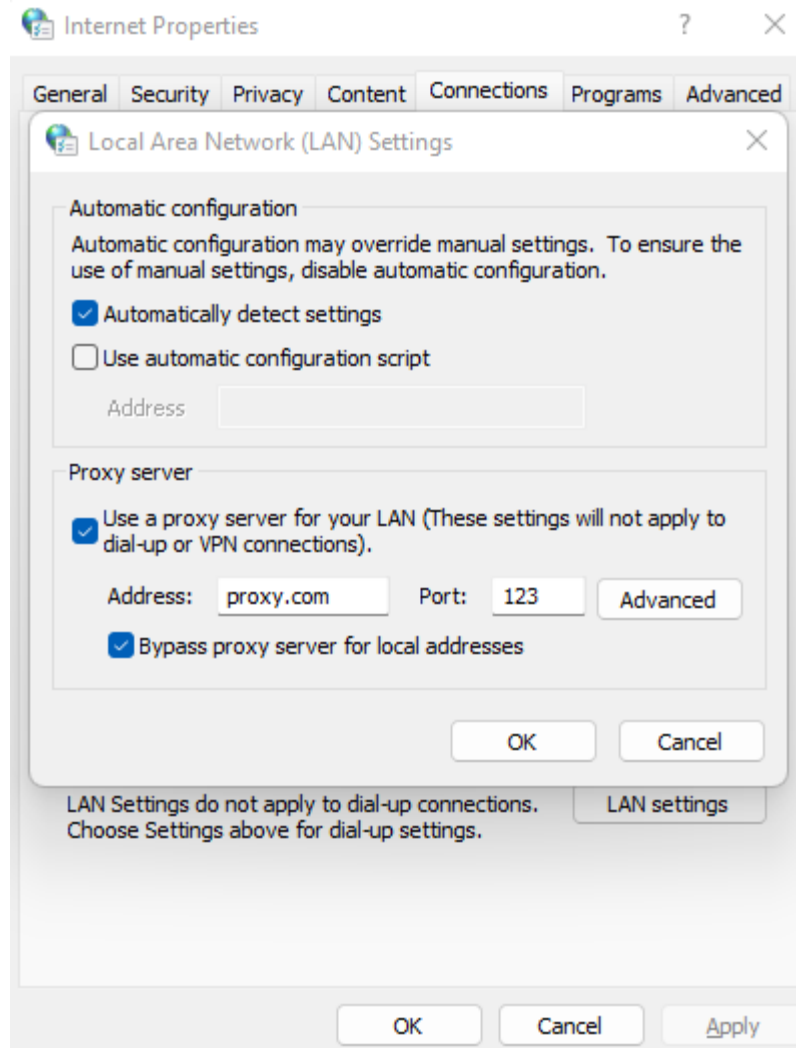 Internet Properties
?
General Security Privacy Content Connections Programs Advanced
Local Area Network (LAN) Settings
Automatic configuration
Automatic configuration may override manual settings. To ensure the
use of manual settings, disable automatic configuration.
Automatically detect settings
Use automatic configuration script
Address
Proxy server
Use a proxy server for your LAN (These settings will not apply to
dial-up or VPN connections).
Address: proxy.com Port: 123 Advanced
Bypass proxy server for local addresses
OK Cancel
LAN Settings do not apply to dial-up connections. LAN settings
Choose Settings above for dial-up settings.
OK Cancel Apply